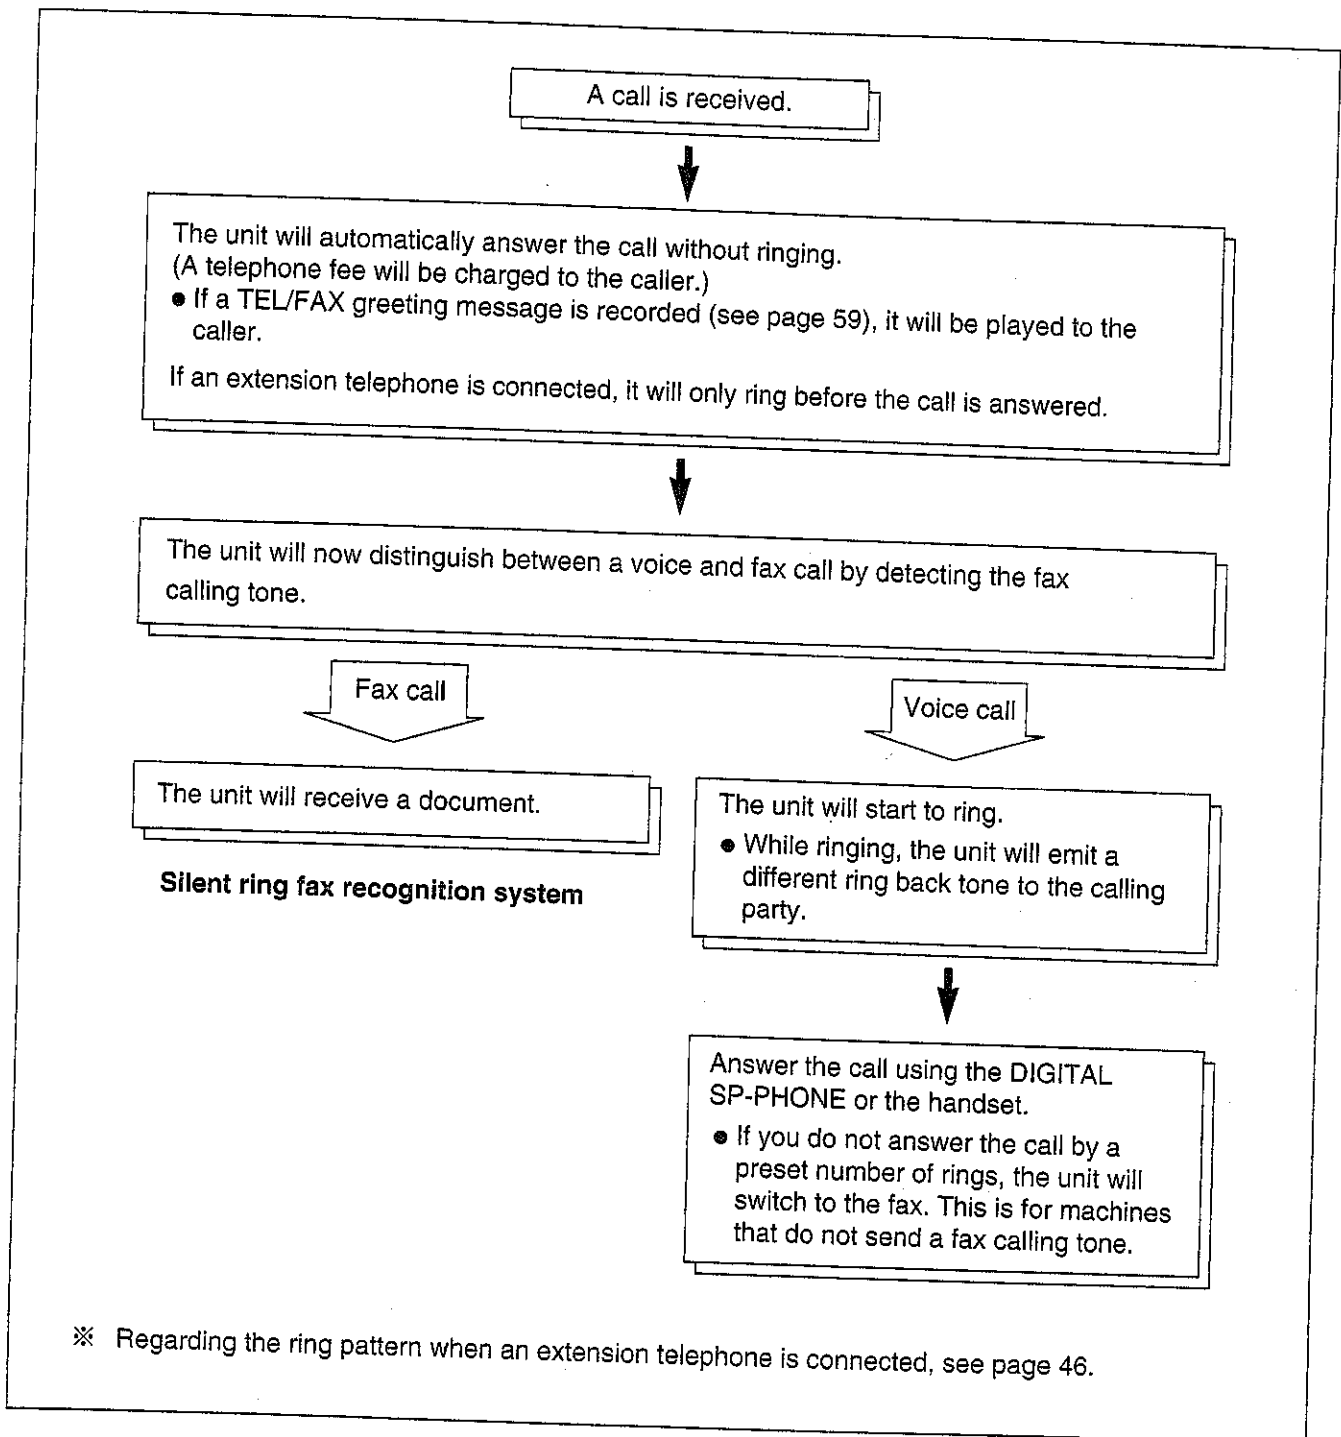 A call is received.
The unit will automatically answer the call without ringing.
(A telephone fee will be charged to the caller.)
● If a TEL/FAX greeting message is recorded (see page 59), it will be played to the
caller.
If an extension telephone is connected, it will only ring before the call is answered.
The unit will now distinguish between a voice and fax call by detecting the fax
calling tone.
Fax call
Voice call
The unit will receive a document.
Silent ring fax recognition system
The unit will start to ring.
● While ringing, the unit will emit a
different ring back tone to the calling
party.
Answer the call using the DIGITAL
SP-PHONE or the handset.
● If you do not answer the call by a
preset number of rings, the unit will
switch to the fax. This is for machines
that do not send a fax calling tone.
※ Regarding the ring pattern when an extension telephone is connected, see page 46.